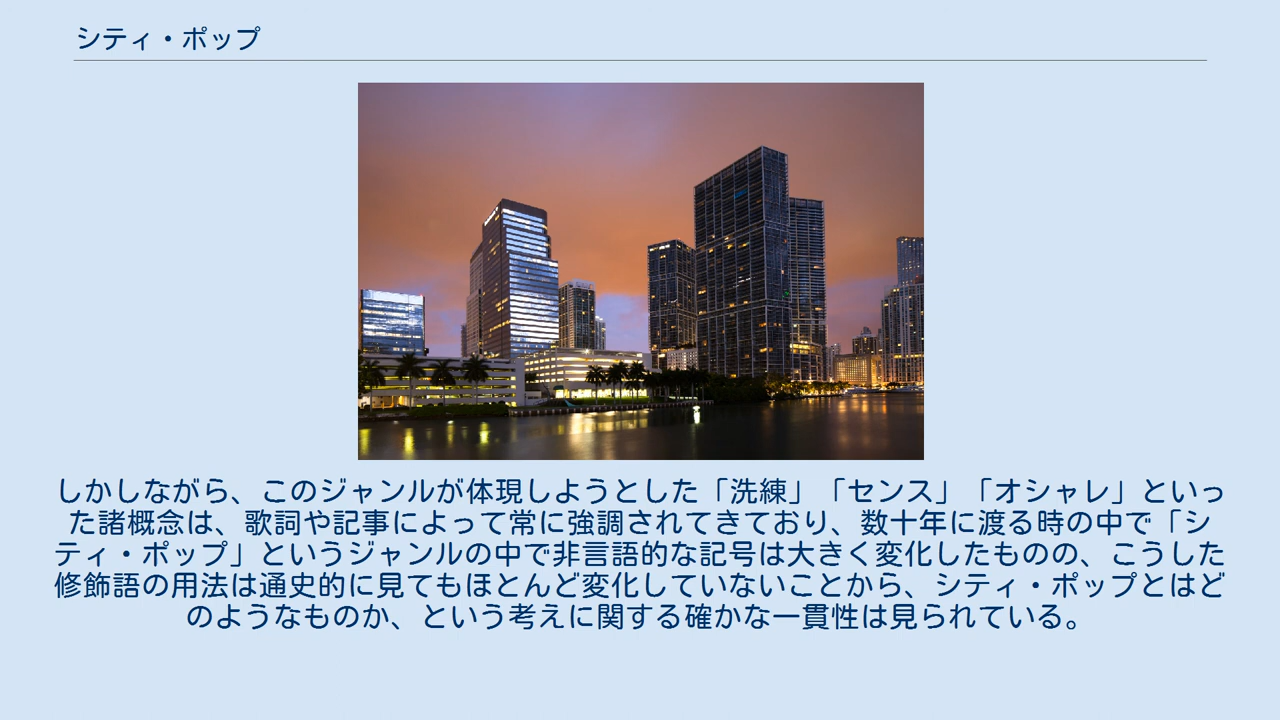 シティ・ポップ
しかしながら、このジャンルが体現しようとした「洗練」「センス」「オシャレ」といっ
た諸概念は、歌詞や記事によって常に強調されてきており、数十年に渡る時の中で「シ
ティ・ポップ」というジャンルの中で非言語的な記号は大きく変化したものの、こうした
修飾語の用法は通史的に見てもほとんど変化していないことから、シティ・ポップとはど
のようなものか、という考えに関する確かな一貫性は見られている。